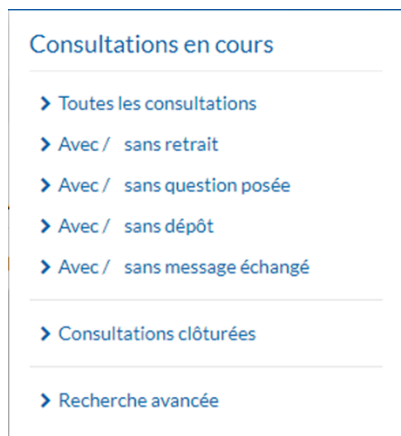 Consultations en cours
Toutes les consultations
Avec / sans retrait
Avec / sans question posée
Avec / sans dépôt
Avec / sans message échangé
Consultations clôturées
Recherche avancée